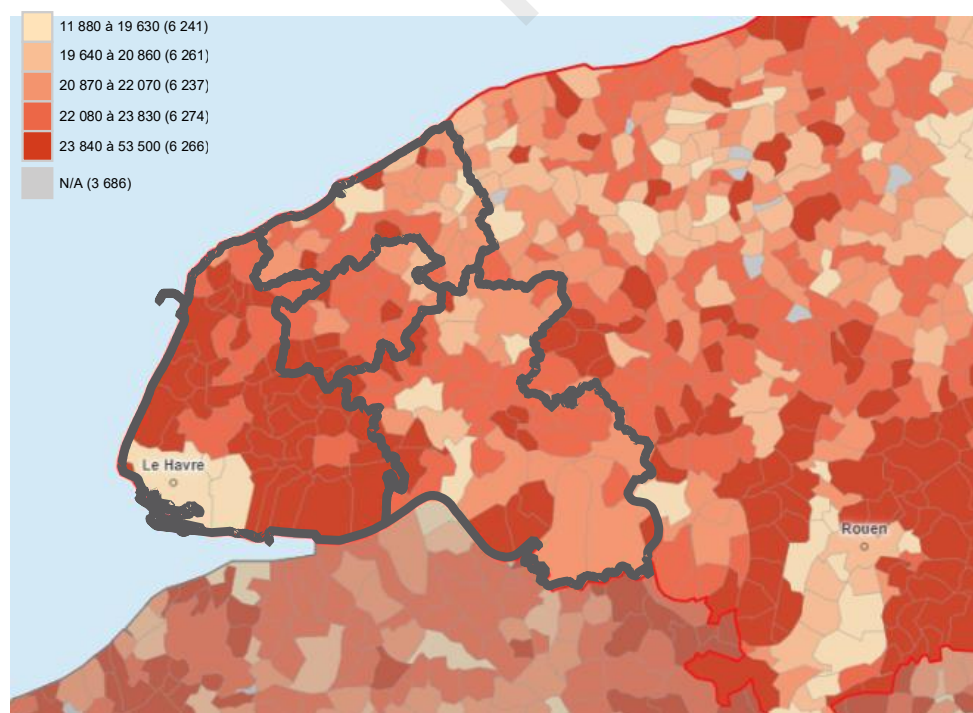 11 880 à 19 630 (6 241)
19 640 à 20 860 (6 261)
20 870 à 22 070 (6 237)
22 080 à 23 830 (6 274)
23 840 à 53 500 (6 266)
N/A (3 686)
Le Havre
Rouen